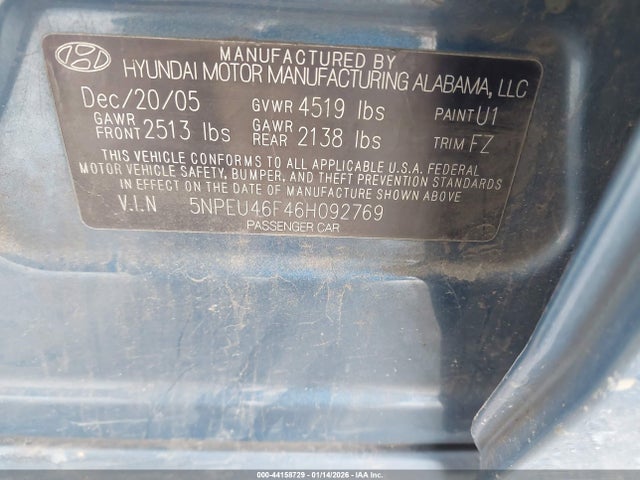 MANUFACTURED BY
HYUNDAI MOTOR MANUFACTURING ALABAMA, LLC
Dec/20/05 GVWR 4519 lbs PAINT U1
GAWR FRONT 2513 lbs GAWR REAR 2138 lbs TRIM FZ
THIS VEHICLE CONFORMS TO ALL APPLICABLE U.S.A. FEDERAL
MOTOR VEHICLE SAFETY, BUMPER, AND THEFT PREVENTION STANDARDS
IN EFFECT ON THE DATE OF MANUFACTURE SHOWN ABOVE
V.I.N 5NPEU46F46H092769
PASSENGER CAR
000-44158729 - 01/14/2026 - IAAI.COM